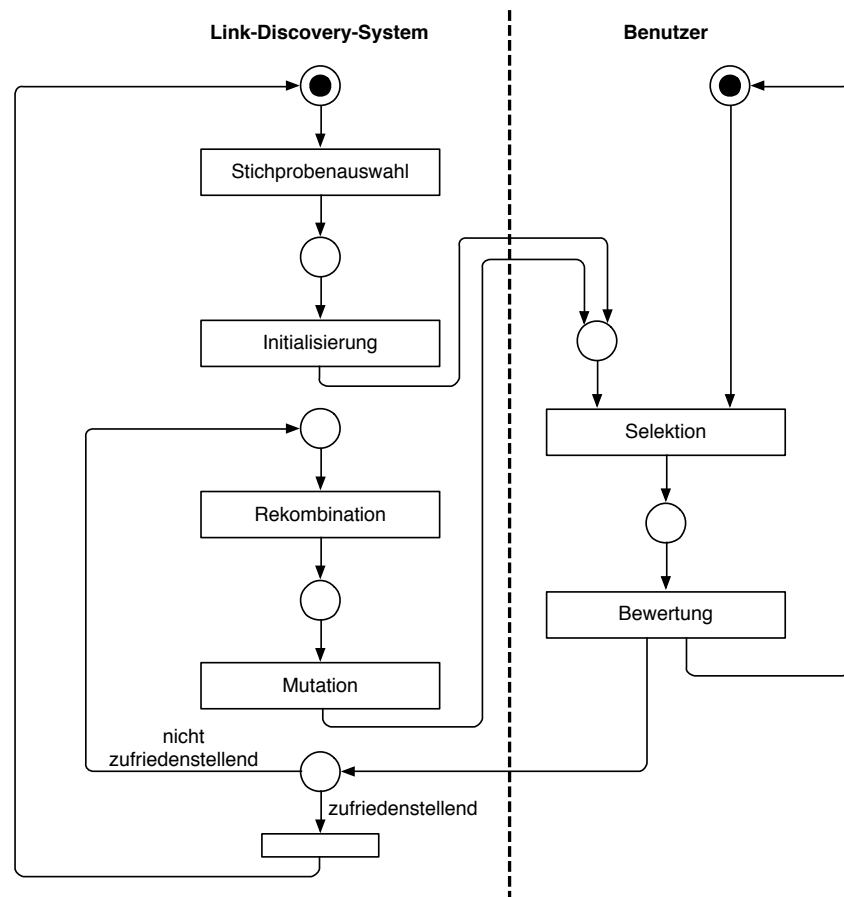 Link-Discovery-System
Benutzer
Stichprobenauswahl
Initialisierung
Selektion
Rekombination
Bewertung
Mutation
nicht
zufriedenstellend
zufriedenstellend